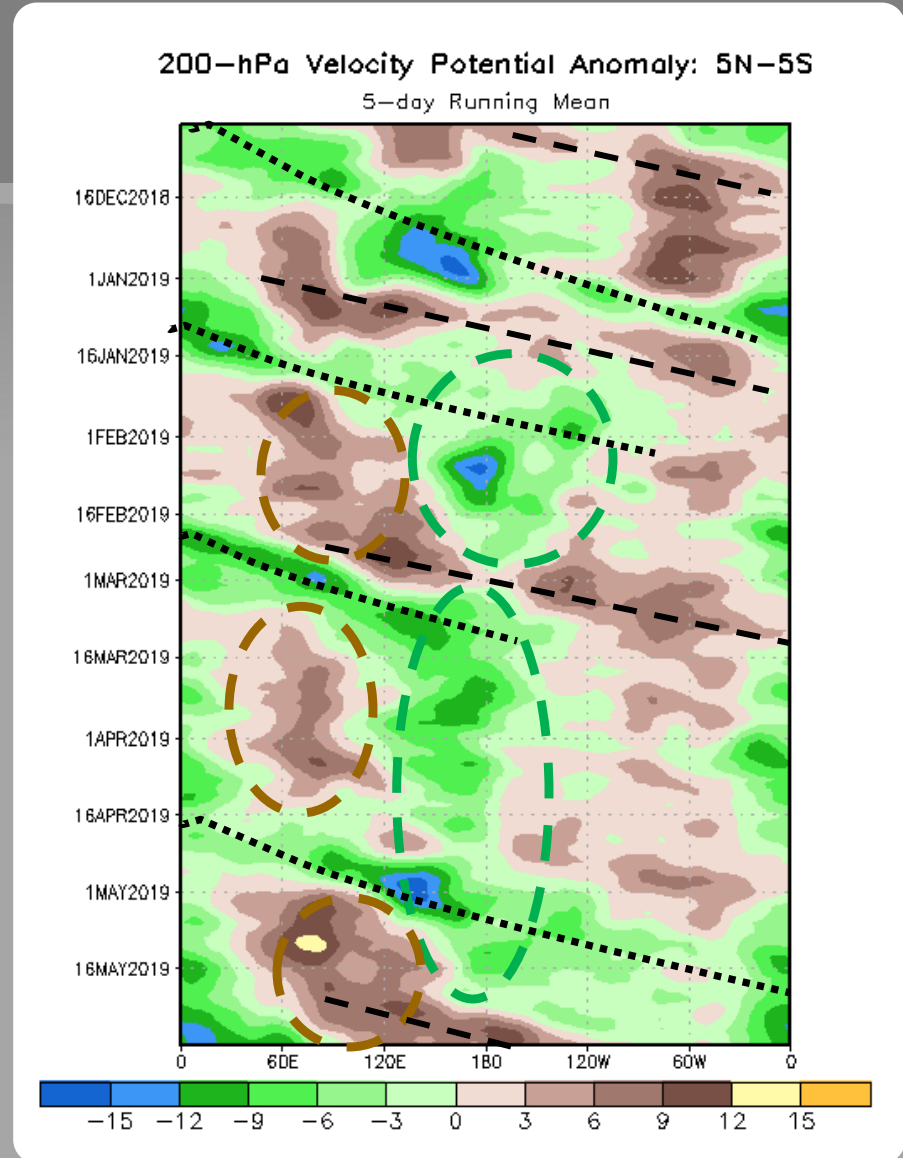 200-hPa Velocity Potential Anomaly: 5N-5S
5-day Running Mean
16DEC2018
1JAN2019
16JAN2019
1FEB2019
16FEB2019
1MAR2019
16MAR2019
1APR2019
16APR2019
1MAY2019
16MAY2019
0 60E 120E 180 120W 60W 0
-15 -12 -9 -6 -3 0 3 6 9 12 15